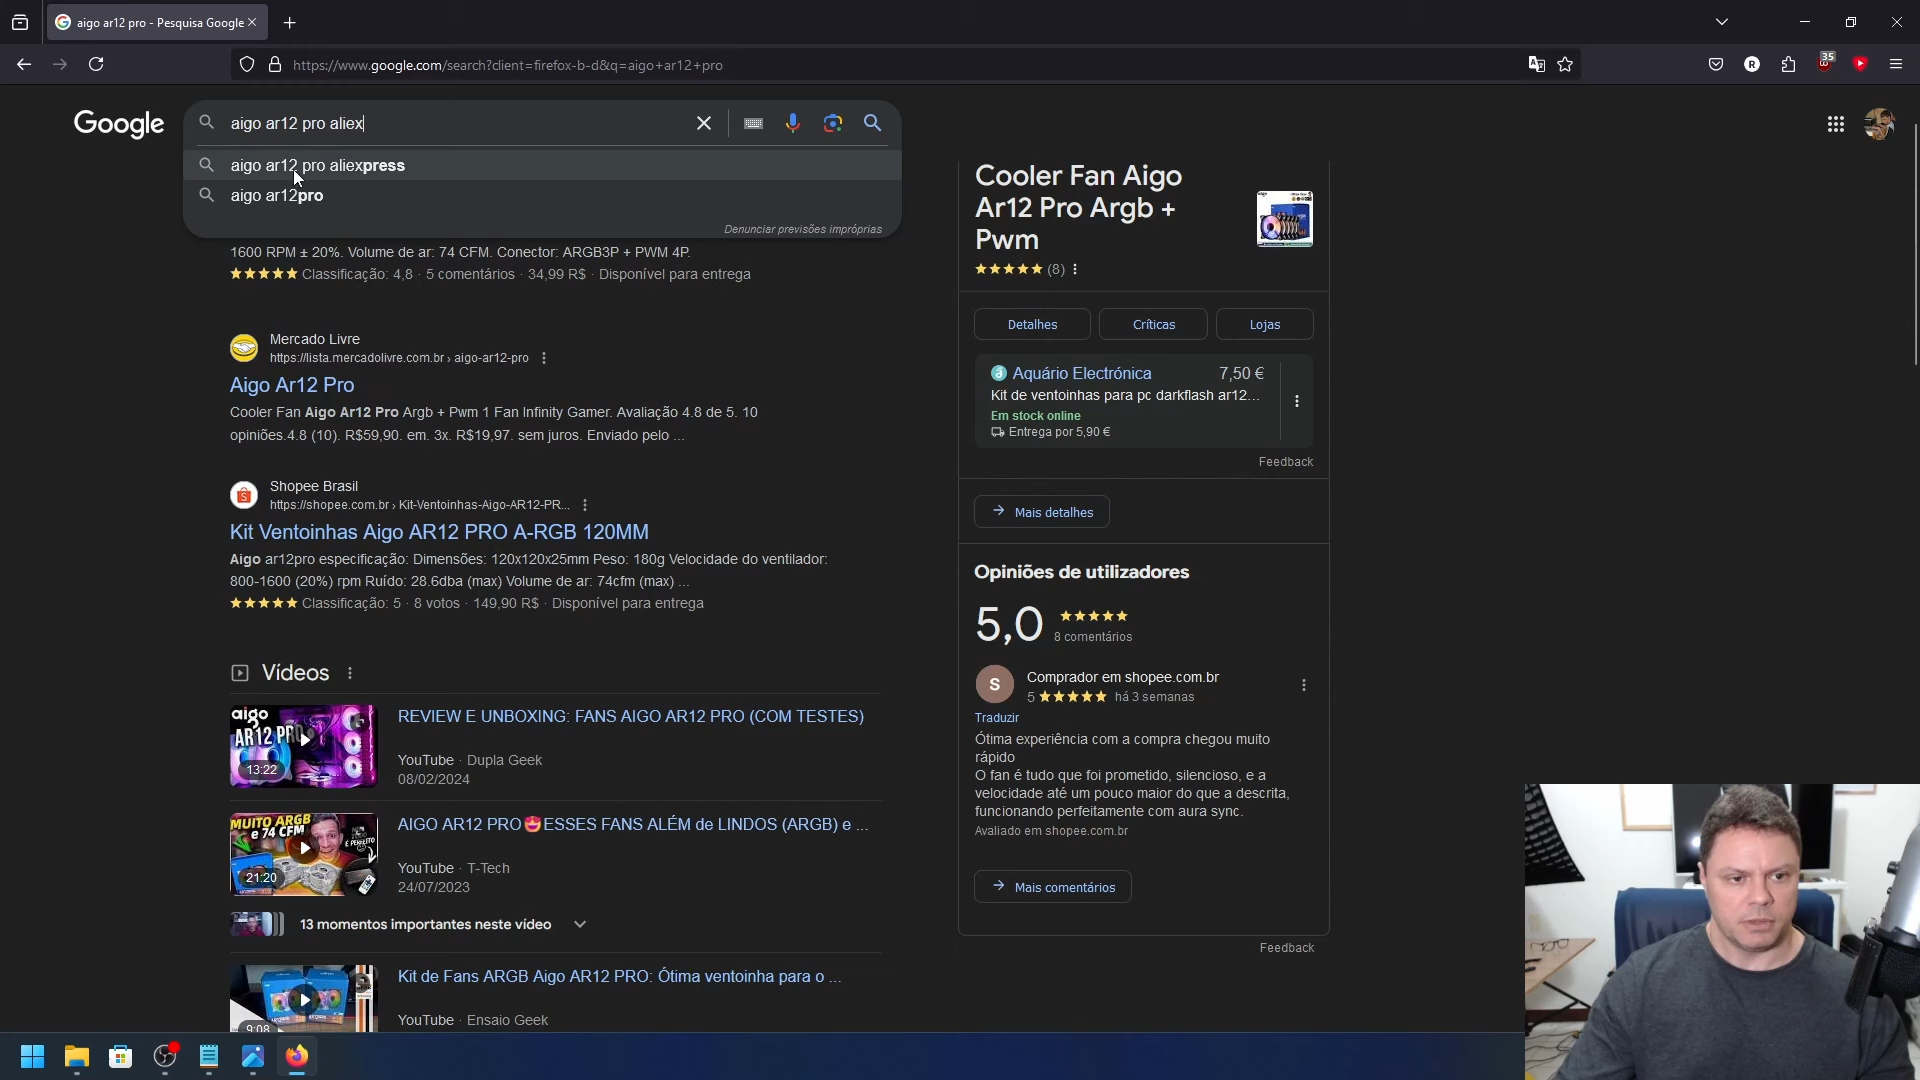 aigo ar12 pro - Pesquisa Google
https://www.google.com/search?client=firefox-b-d&q=aigo+ar12+pro
35
R
Google
aigo ar12 pro aliex
aigo ar12 pro aliexpress
aigo ar12pro
Denunciar previsões impróprias
1600 RPM ± 20%. Volume de ar: 74 CFM. Conector: ARGB3P + PWM 4P.
Classificação: 4,8 · 5 comentários · 34,99 R$ · Disponível para entrega
Mercado Livre
https://lista.mercadolivre.com.br › aigo-ar12-pro
Aigo Ar12 Pro
Cooler Fan Aigo Ar12 Pro Argb + Pwm 1 Fan Infinity Gamer. Avaliação 4.8 de 5. 10
opiniões.4.8 (10). R$59,90. em. 3x. R$19,97. sem juros. Enviado pelo ...
Shopee Brasil
https://shopee.com.br › Kit-Ventoinhas-Aigo-AR12-PR...
Kit Ventoinhas Aigo AR12 PRO A-RGB 120MM
Aigo ar12pro especificação: Dimensões: 120x120x25mm Peso: 180g Velocidade do ventilador:
800-1600 (20%) rpm Ruído: 28.6dba (max) Volume de ar: 74cfm (max) ...
Classificação: 5 · 8 votos · 149,90 R$ · Disponível para entrega
Vídeos
aigo
AR12 PRO
13:22
REVIEW E UNBOXING: FANS AIGO AR12 PRO (COM TESTES)
YouTube · Dupla Geek
08/02/2024
MUITO ARGB
e 74 CFM
É PERFEITO
21:20
AIGO AR12 PRO😍ESSES FANS ALÉM de LINDOS (ARGB) e ...
YouTube · T-Tech
24/07/2023
13 momentos importantes neste vídeo
9:08
Kit de Fans ARGB Aigo AR12 PRO: Ótima ventoinha para o ...
YouTube · Ensaio Geek
Cooler Fan Aigo
Ar12 Pro Argb +
Pwm
(8)
Detalhes
Críticas
Lojas
Aquário Electrónica
7,50 €
Kit de ventoinhas para pc darkflash ar12...
Em stock online
Entrega por 5,90 €
Feedback
Mais detalhes
Opiniões de utilizadores
5,0
8 comentários
S
Comprador em shopee.com.br
5
há 3 semanas
Traduzir
Ótima experiência com a compra chegou muito
rápido
O fan é tudo que foi prometido, silencioso, e a
velocidade até um pouco maior do que a descrita,
funcionando perfeitamente com aura sync.
Avaliado em shopee.com.br
Mais comentários
Feedback